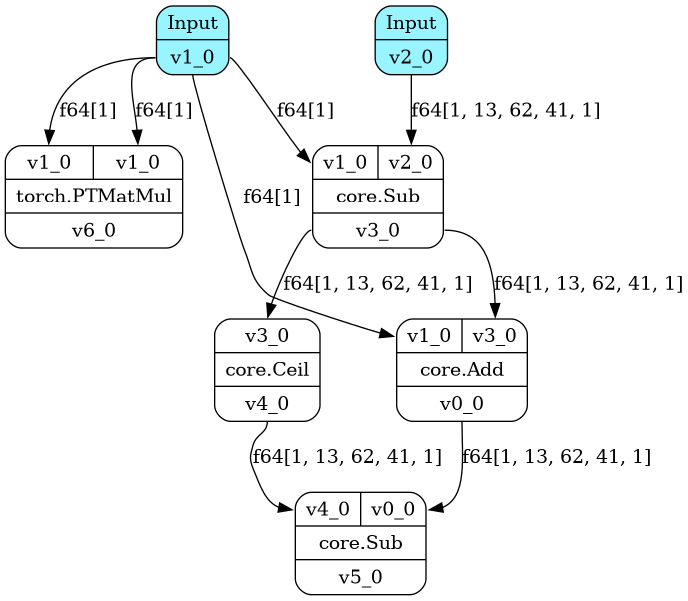 Input
v1_0
Input
v2_0
f64[1]
f64[1]
f64[1]
f64[1, 13, 62, 41, 1]
v1_0 v1_0
torch.PTMatMul
v6_0
v1_0 v2_0
core.Sub
v3_0
f64[1]
f64[1, 13, 62, 41, 1]
f64[1, 13, 62, 41, 1]
v3_0
core.Ceil
v4_0
v1_0 v3_0
core.Add
v0_0
f64[1, 13, 62, 41, 1]
f64[1, 13, 62, 41, 1]
v4_0 v0_0
core.Sub
v5_0